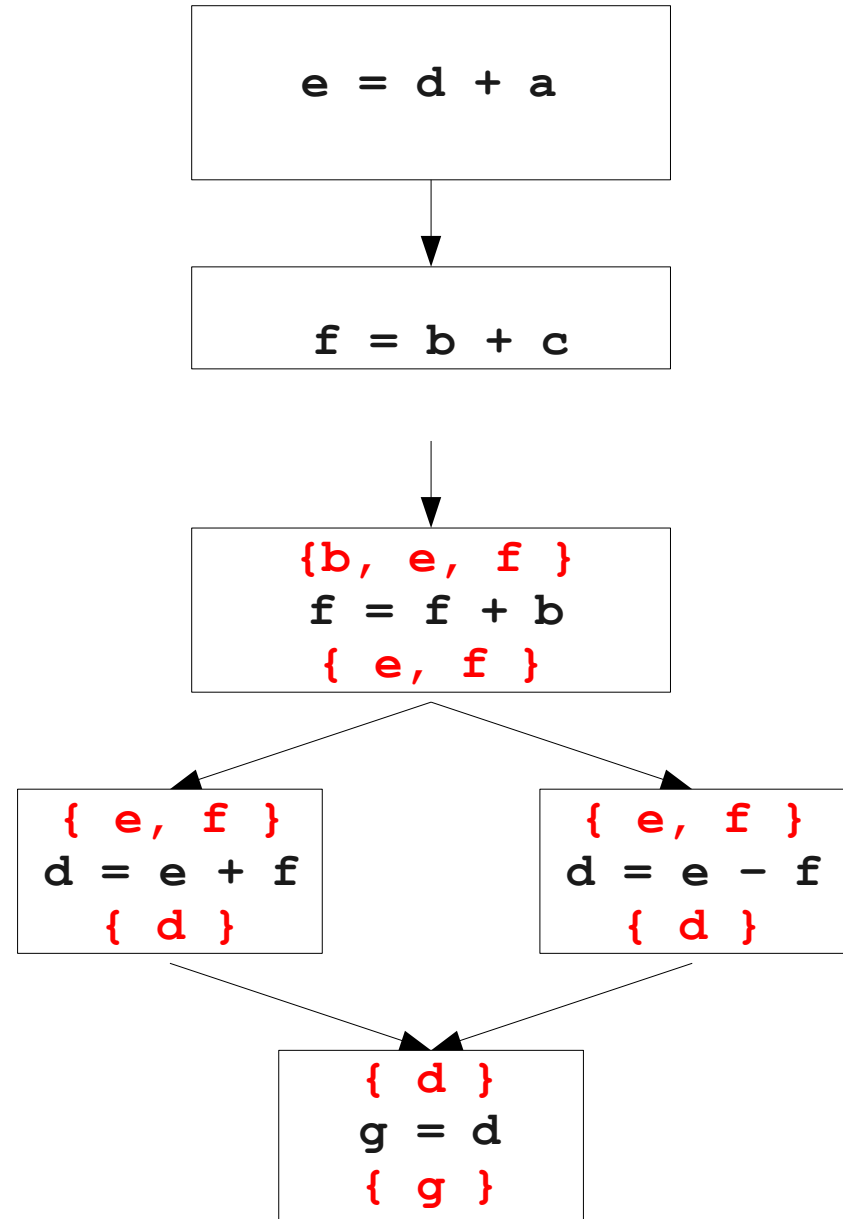 e = d + a
f = b + c
{b, e, f }
f = f + b
{ e, f }
{ e, f }
d = e + f
{ d }
{ e, f }
d = e - f
{ d }
{ d }
g = d
{ g }